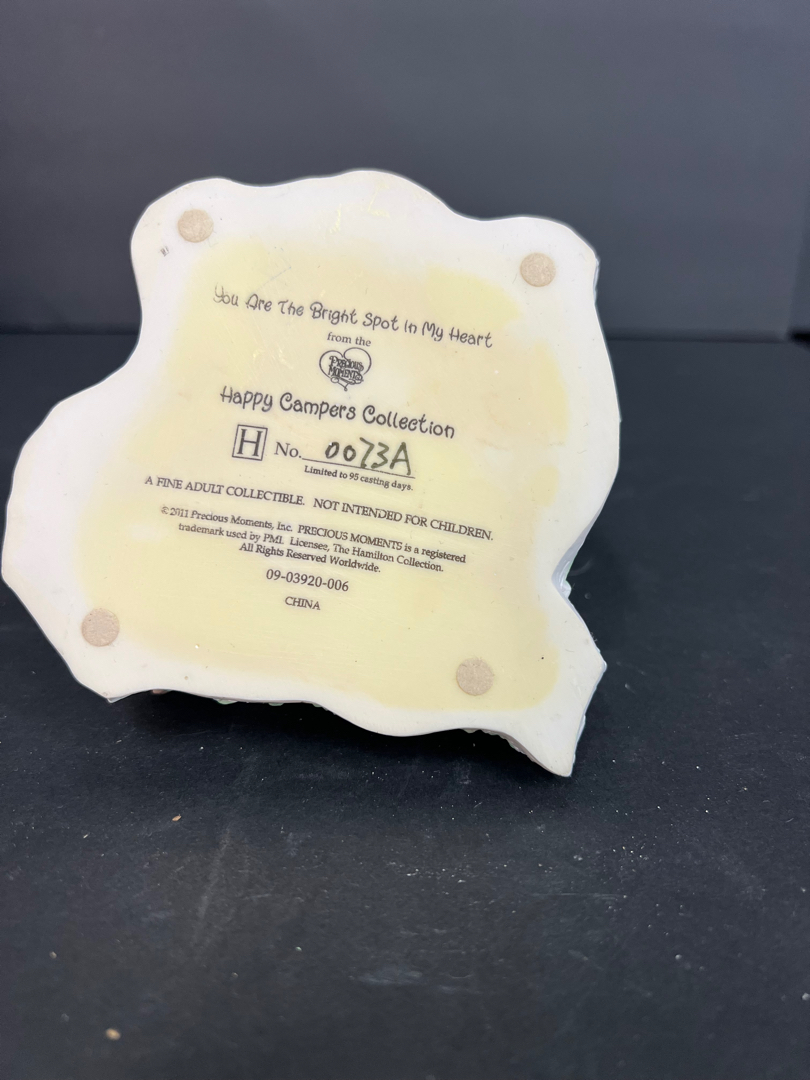 You Are The Bright Spot In My Heart
from the
PRECIOUS
MOMENTS
Happy Campers Collection
H No. 0073A
Limited to 95 casting days.
A FINE ADULT COLLECTIBLE. NOT INTENDED FOR CHILDREN.
©2011 Precious Moments, Inc. PRECIOUS MOMENTS is a registered
trademark used by PMI. Licensee, The Hamilton Collection.
All Rights Reserved Worldwide.
09-03920-006
CHINA